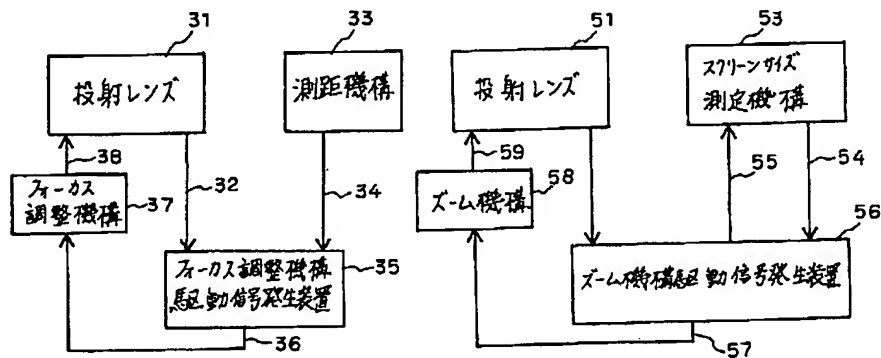 31
投射レンズ
33
測距機構
38
32
34
フォーカス
調整機構
37
フォーカス調整機構
駆動信号発生装置
35
36
51
投射レンズ
53
スクリーンサイズ
測定機構
59
55
54
ズーム機構
58
56
ズーム機構駆動信号発生装置
57